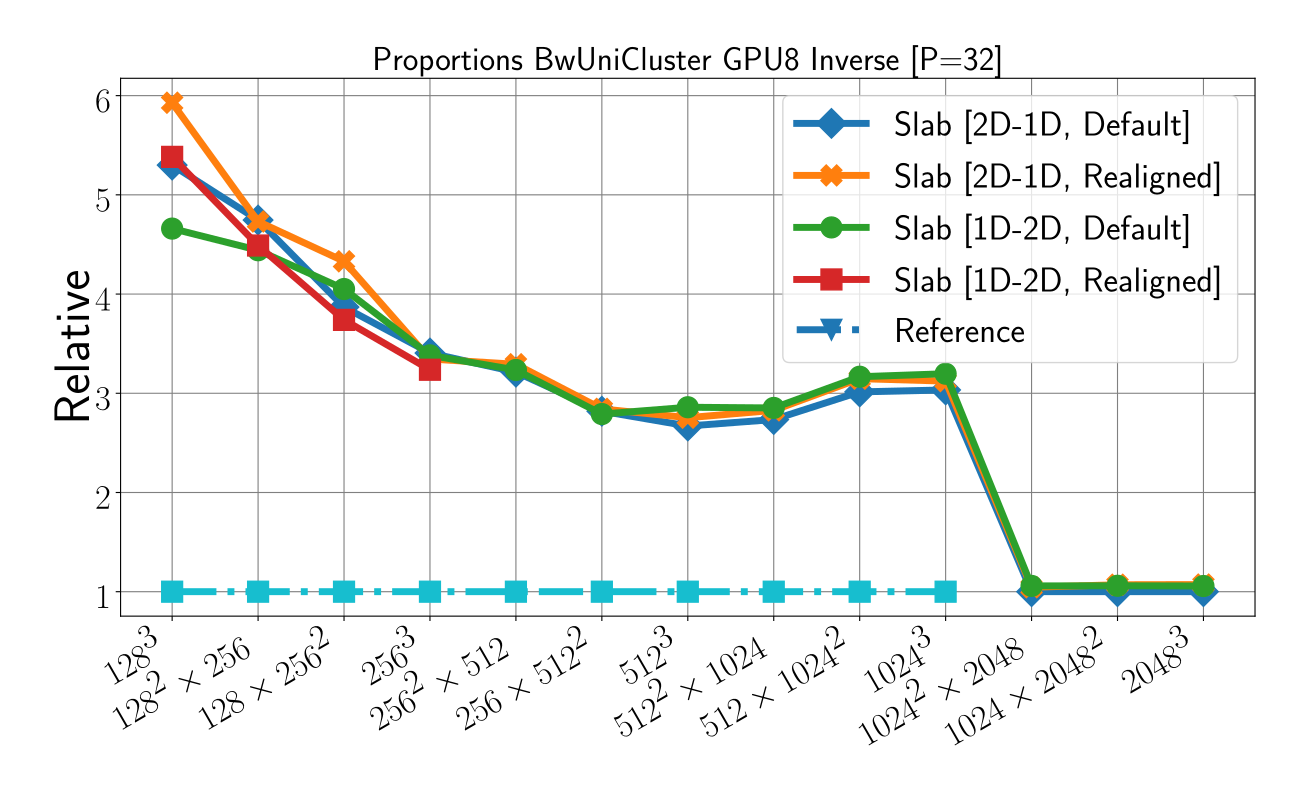 Proportions BwUniCluster GPU8 Inverse [P=32]
Relative
6
5
4
3
2
1
Slab [2D-1D, Default]
Slab [2D-1D, Realigned]
Slab [1D-2D, Default]
Slab [1D-2D, Realigned]
Reference
128³
128² × 256
128 × 256²
256³
256² × 512
256 × 512²
512³
512² × 1024
512 × 1024²
1024³
1024² × 2048
1024 × 2048²
2048³